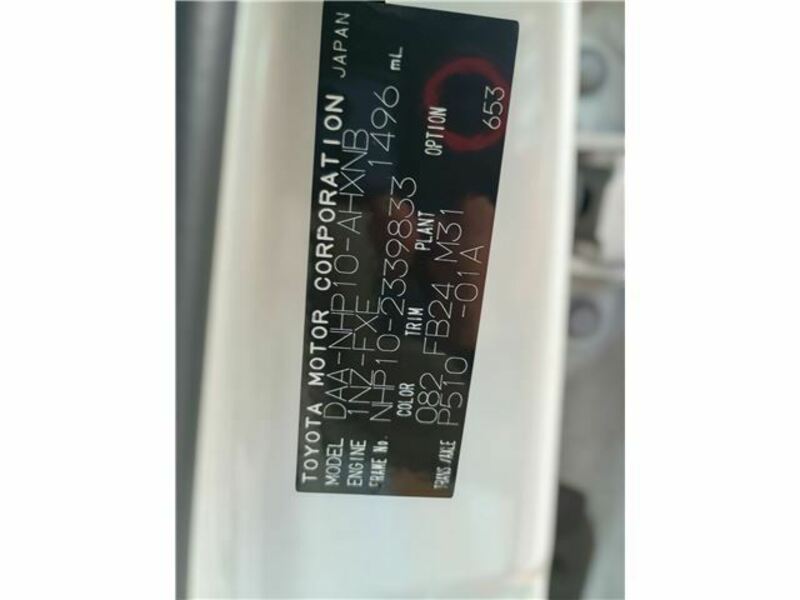 TOYOTA MOTOR CORPORATION JAPAN
MODEL DAA-NHP10-AHXNB
ENGINE 1NZ-FXE 1496 mL
FRAME No. NHP10-2339833
COLOR TRIM PLANT OPTION
082 FB24 M31 653
TRANS/AXLE P510 -01A